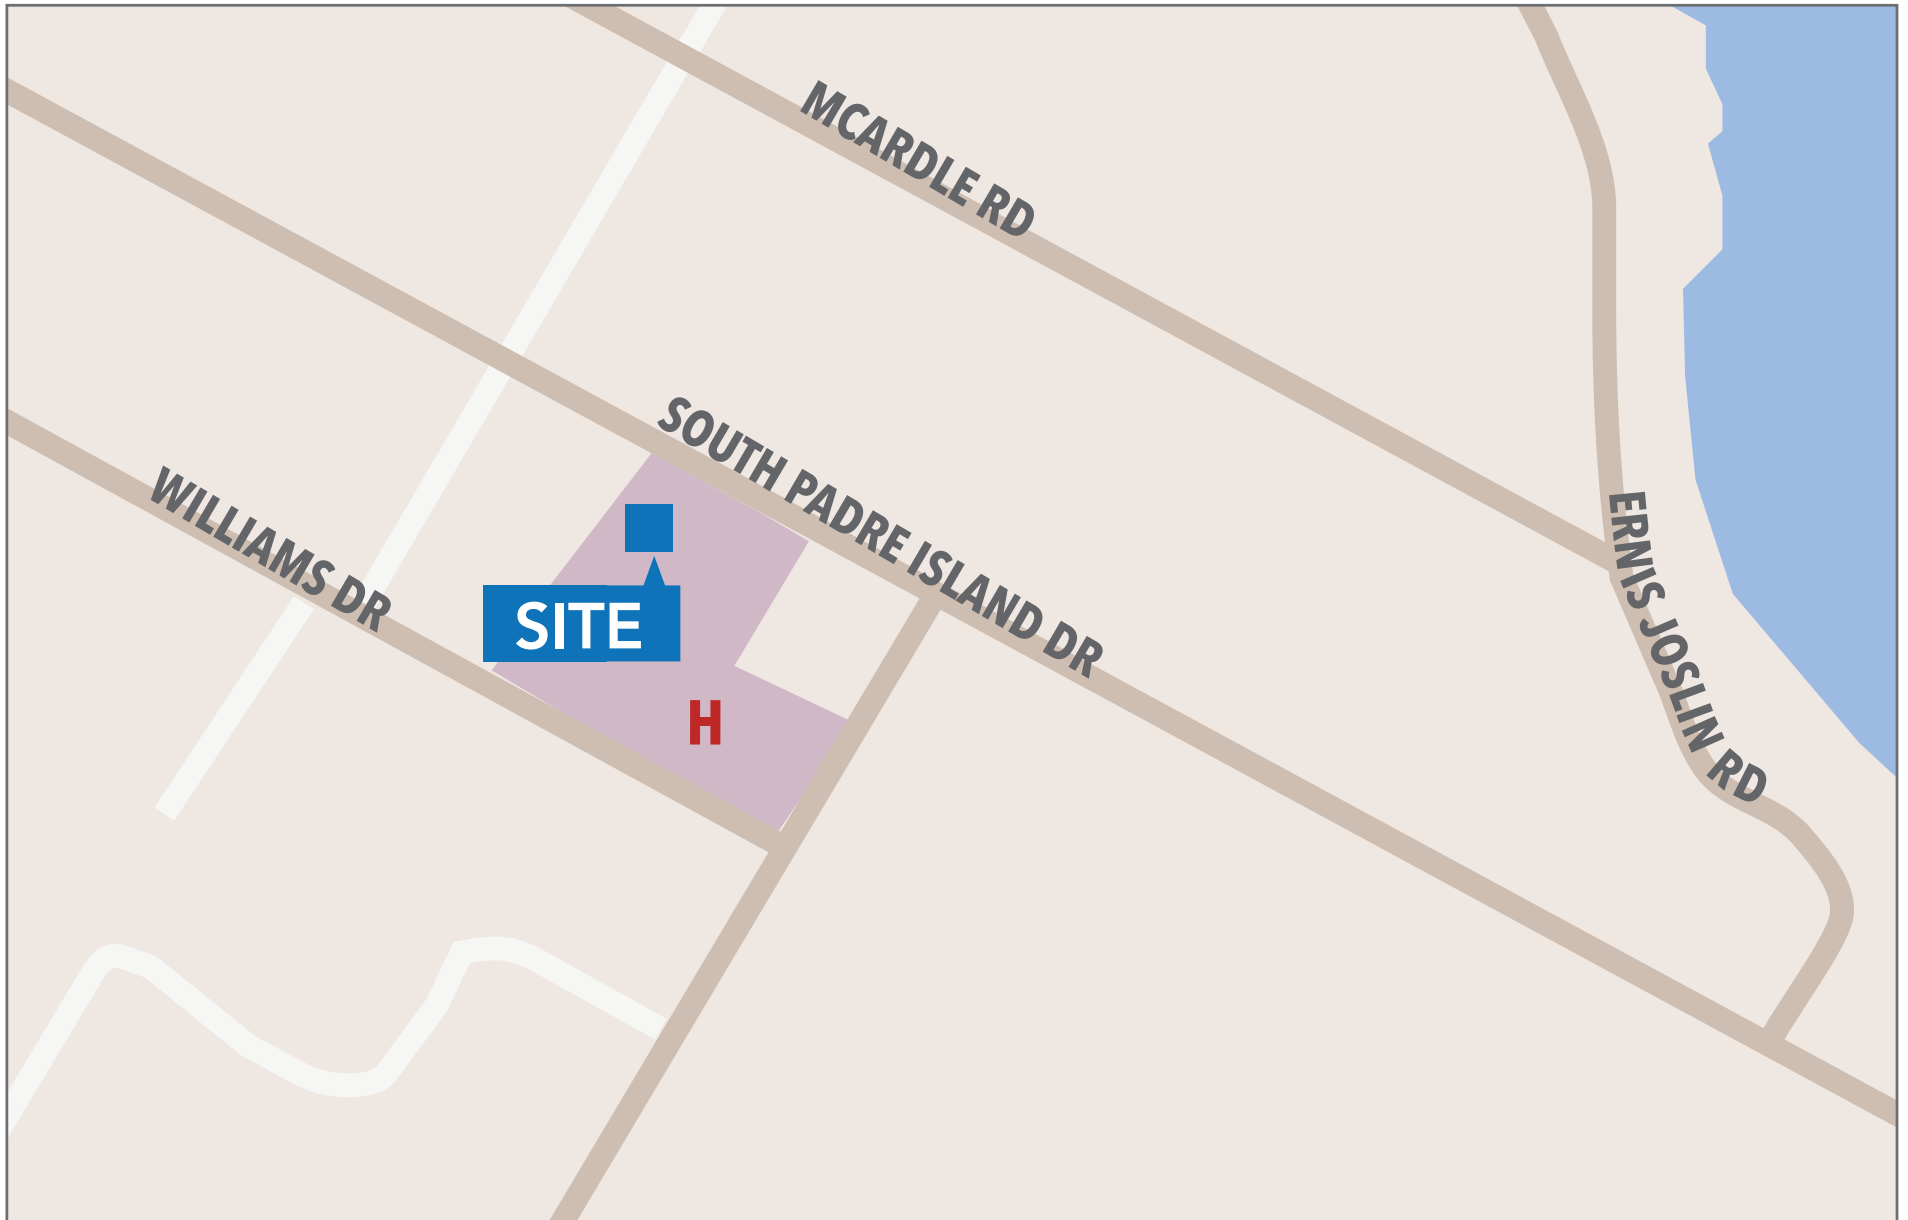 MCARDLE RD
SOUTH PADRE ISLAND DR
WILLIAMS DR
ERNIS JOSLIN RD
SITE
H